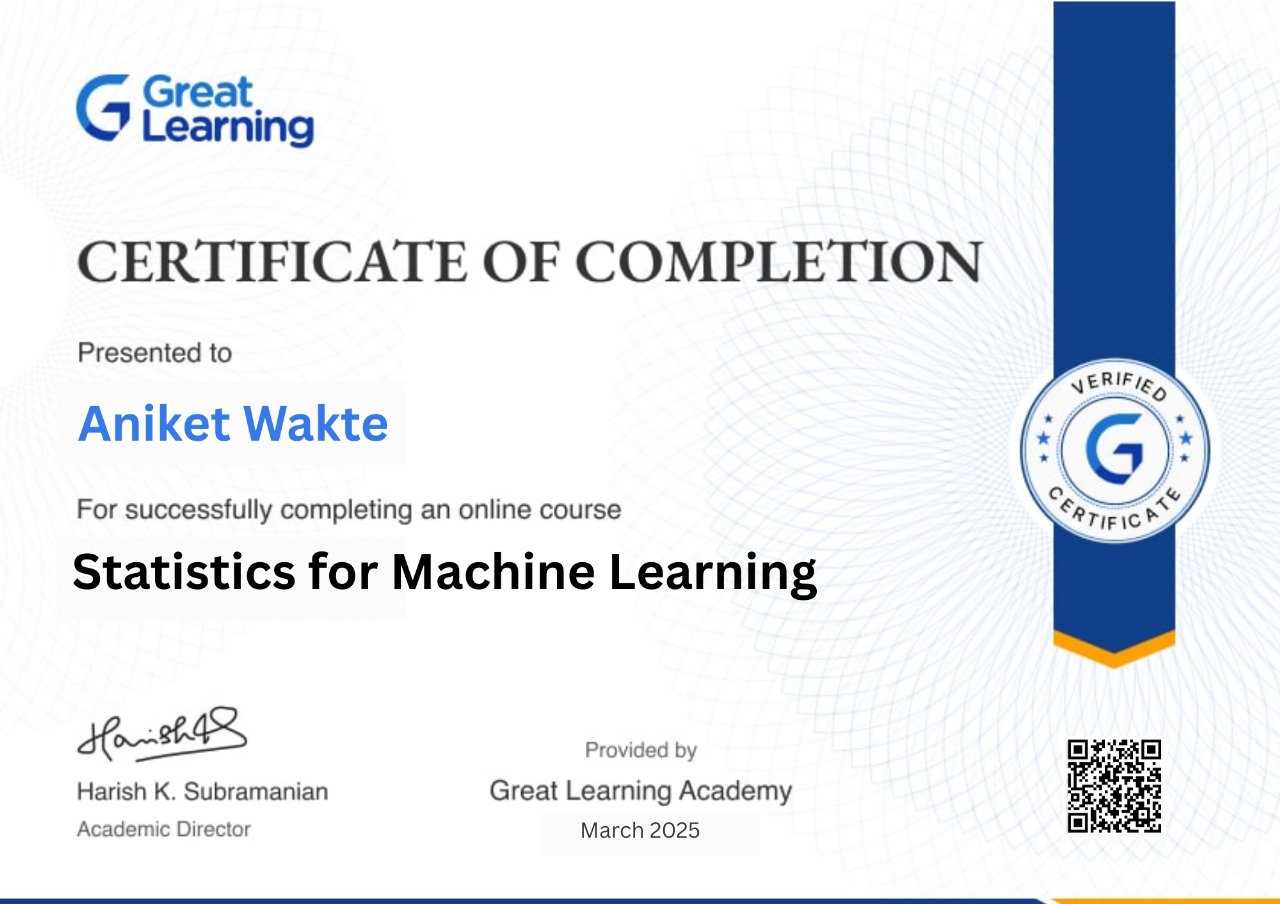 Great
Learning
CERTIFICATE OF COMPLETION
Presented to
Aniket Wakte
For successfully completing an online course
Statistics for Machine Learning
VERIFIED
CERTIFICATE
Harish K. Subramanian
Academic Director
Provided by
Great Learning Academy
March 2025